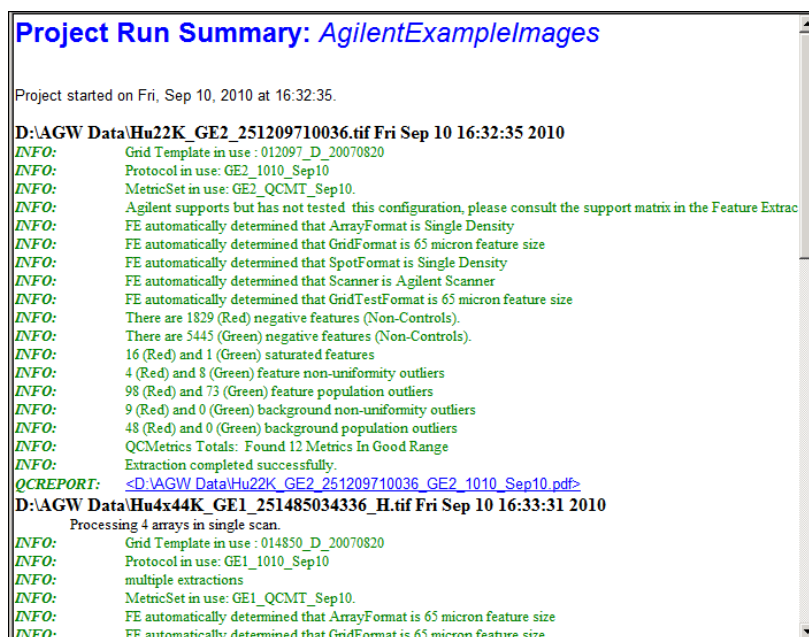 Project Run Summary: AgilentExampleImages
Project started on Fri, Sep 10, 2010 at 16:32:35.
D:\AGW Data\Hu22K_GE2_251209710036.tif Fri Sep 10 16:32:35 2010
INFO: Grid Template in use : 012097_D_20070820
INFO: Protocol in use: GE2_1010_Sep10
INFO: MetricSet in use: GE2_QCMT_Sep10.
INFO: Agilent supports but has not tested this configuration, please consult the support matrix in the Feature Extrac
INFO: FE automatically determined that ArrayFormat is Single Density
INFO: FE automatically determined that GridFormat is 65 micron feature size
INFO: FE automatically determined that SpotFormat is Single Density
INFO: FE automatically determined that Scanner is Agilent Scanner
INFO: FE automatically determined that GridTestFormat is 65 micron feature size
INFO: There are 1829 (Red) negative features (Non-Controls).
INFO: There are 5445 (Green) negative features (Non-Controls).
INFO: 16 (Red) and 1 (Green) saturated features
INFO: 4 (Red) and 8 (Green) feature non-uniformity outliers
INFO: 98 (Red) and 73 (Green) feature population outliers
INFO: 9 (Red) and 0 (Green) background non-uniformity outliers
INFO: 48 (Red) and 0 (Green) background population outliers
INFO: QCMetrics Totals: Found 12 Metrics In Good Range
INFO: Extraction completed successfully.
QCREPORT: <D:\AGW Data\Hu22K_GE2_251209710036_GE2_1010_Sep10.pdf>
D:\AGW Data\Hu4x44K_GE1_251485034336_H.tif Fri Sep 10 16:33:31 2010
Processing 4 arrays in single scan.
INFO: Grid Template in use : 014850_D_20070820
INFO: Protocol in use: GE1_1010_Sep10
INFO: multiple extractions
INFO: MetricSet in use: GE1_QCMT_Sep10.
INFO: FE automatically determined that ArrayFormat is 65 micron feature size
INFO: FE automatically determined that GridFormat is 65 micron feature size